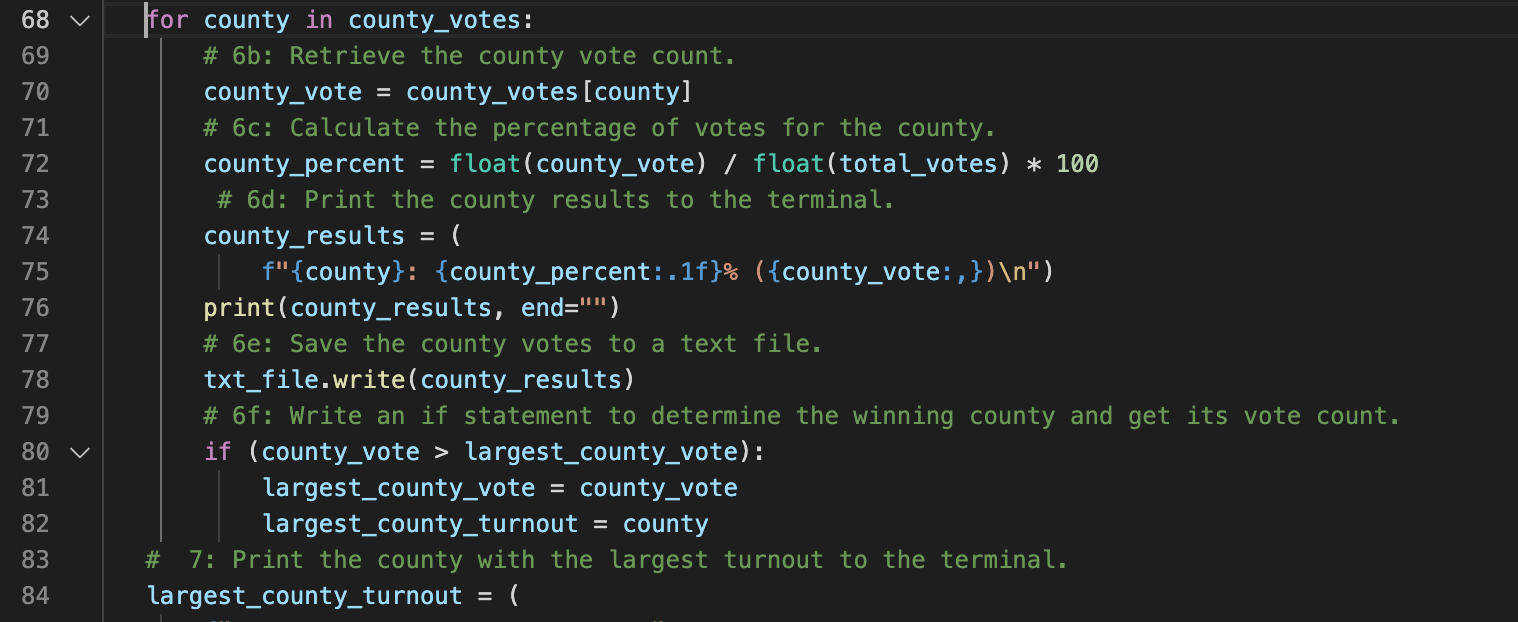 68 for county in county_votes:
69 # 6b: Retrieve the county vote count.
70 county_vote = county_votes[county]
71 # 6c: Calculate the percentage of votes for the county.
72 county_percent = float(county_vote) / float(total_votes) * 100
73 # 6d: Print the county results to the terminal.
74 county_results = (
75 f"{county}: {county_percent:.1f}% ({county_vote:,})\n")
76 print(county_results, end="")
77 # 6e: Save the county votes to a text file.
78 txt_file.write(county_results)
79 # 6f: Write an if statement to determine the winning county and get its vote count.
80 if (county_vote > largest_county_vote):
81 largest_county_vote = county_vote
82 largest_county_turnout = county
83 #  7: Print the county with the largest turnout to the terminal.
84 largest_county_turnout = (